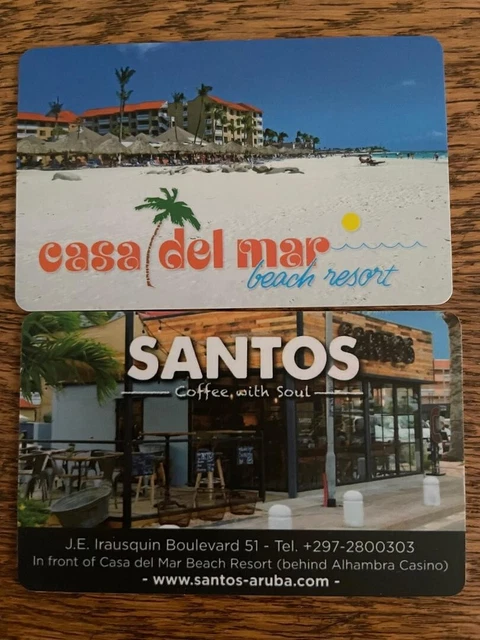 casa del mar
beach resort
SANTOS
Coffee with Soul
J.E. Irausquin Boulevard 51 - Tel. +297-2800303
In front of Casa del Mar Beach Resort (behind Alhambra Casino)
- www.santos-aruba.com -